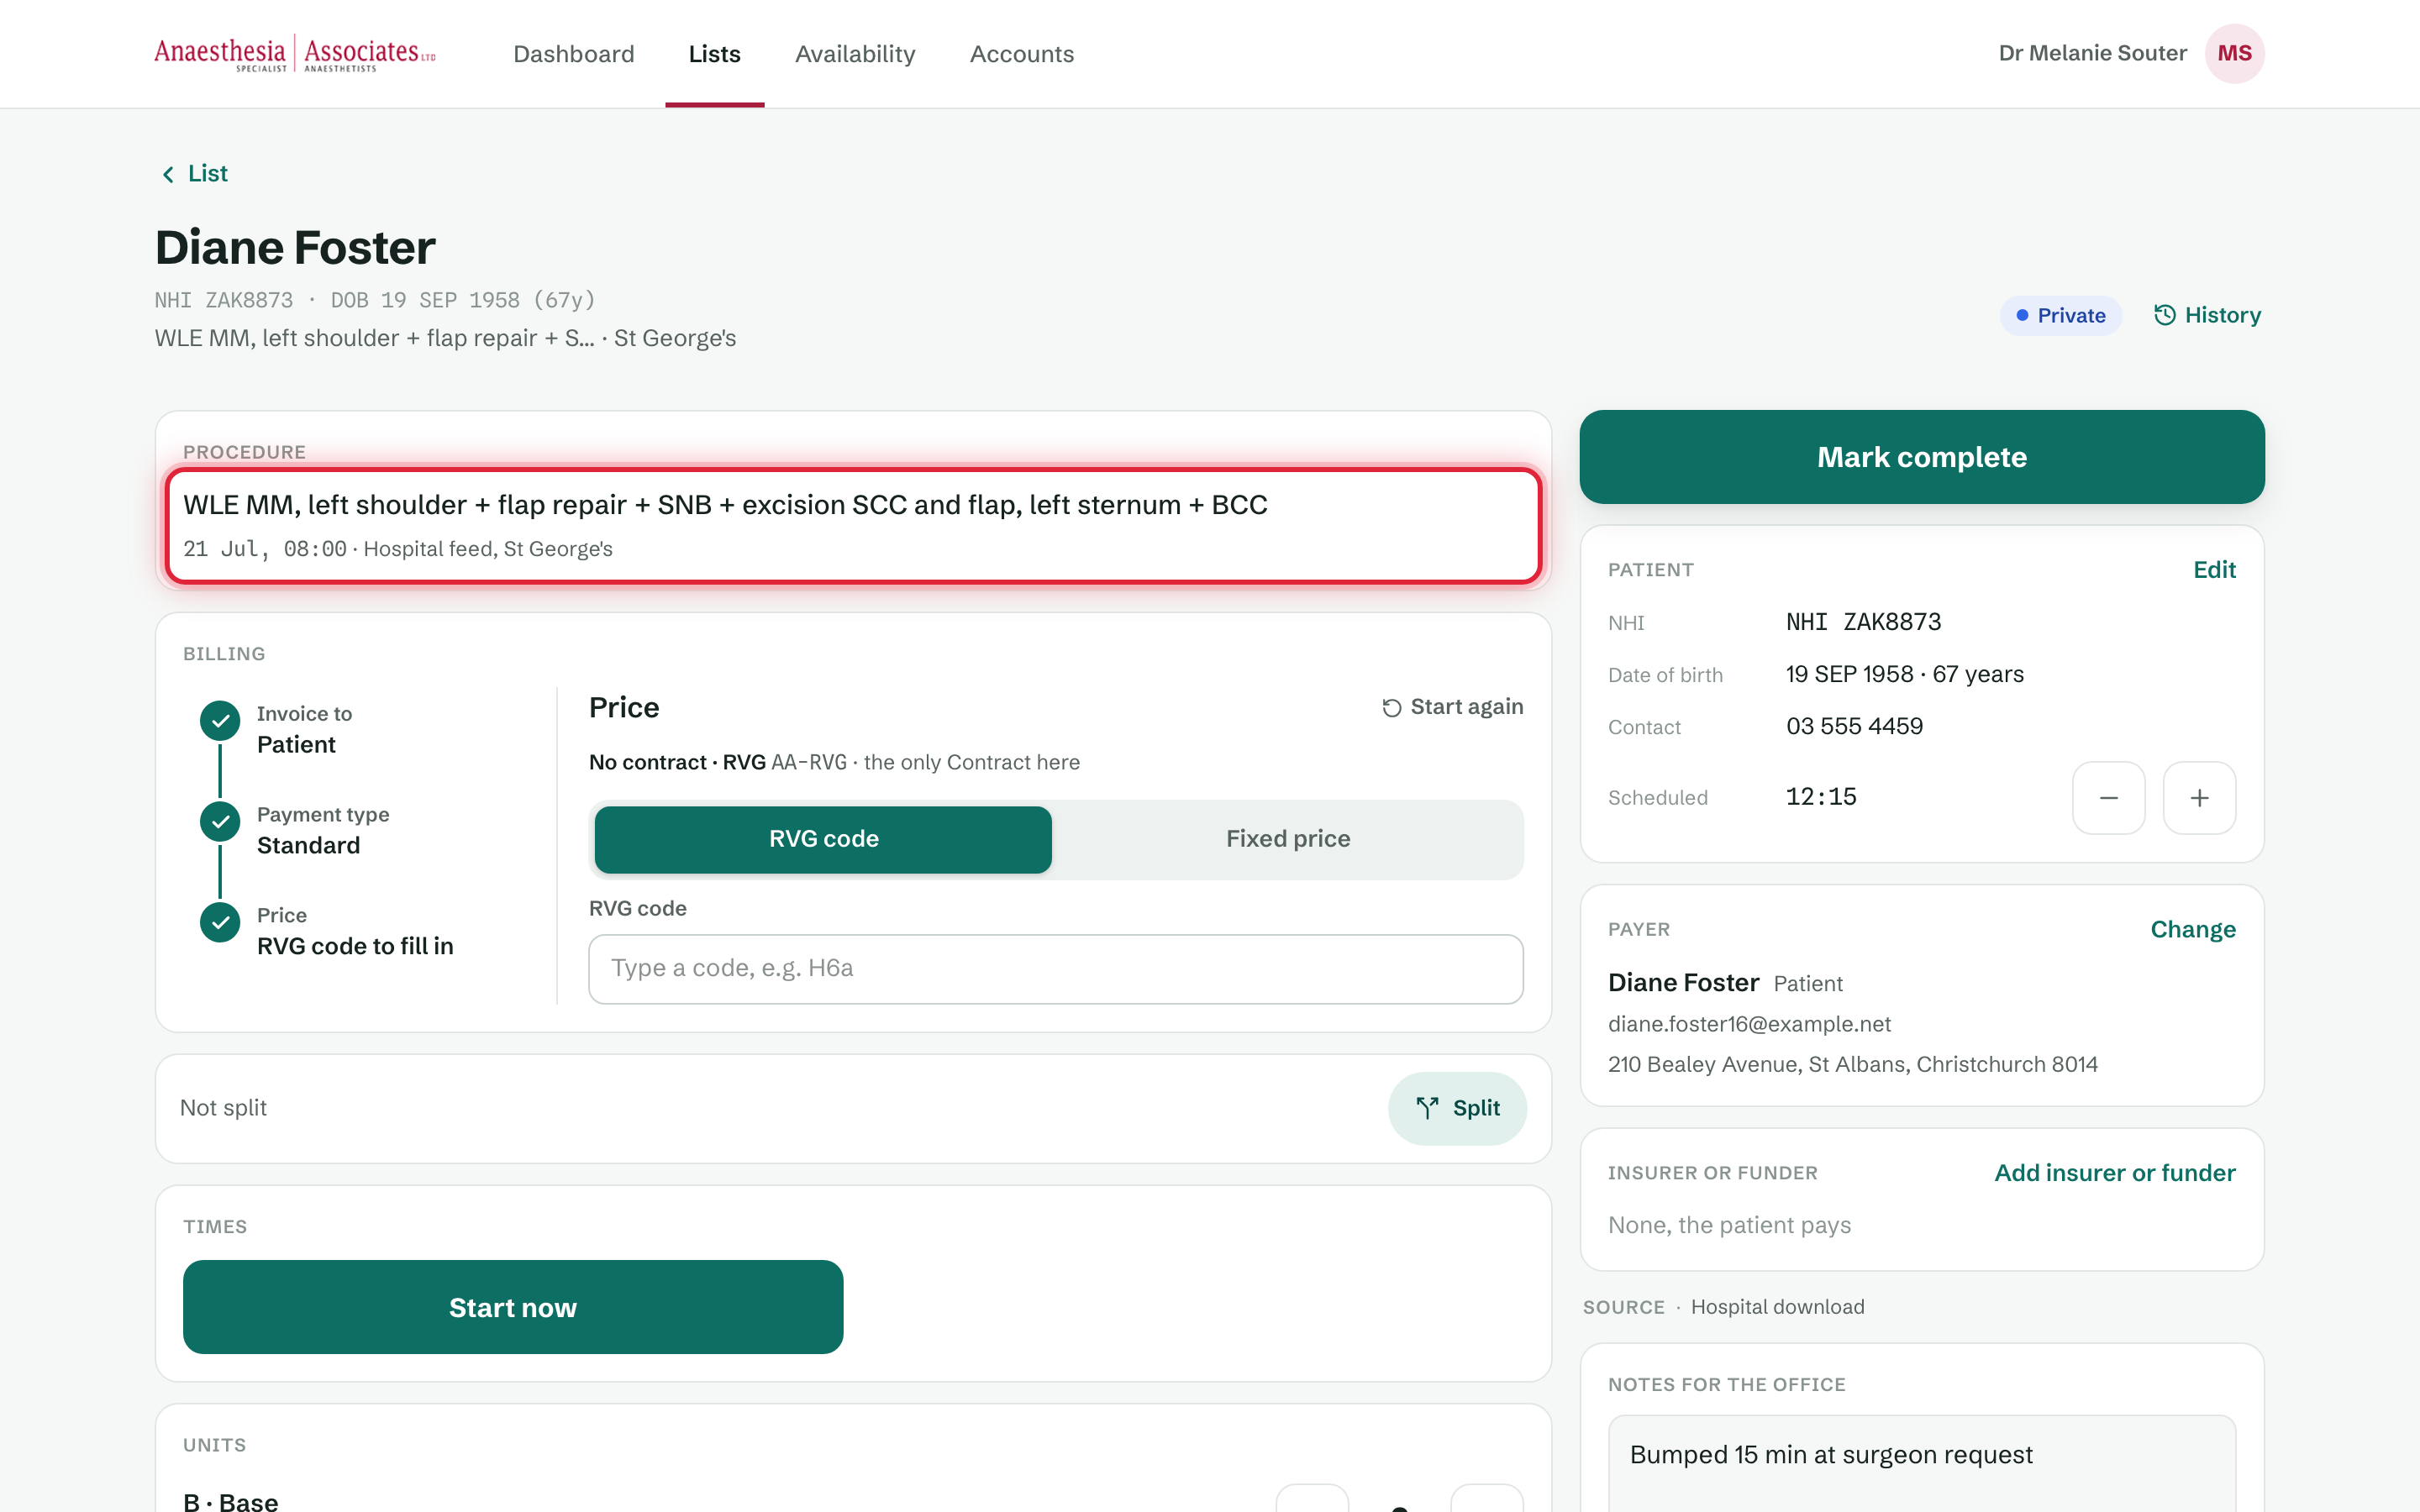 Anaesthesia | Associates LTD
SPECIALIST ANAESTHETISTS
Dashboard
Lists
Availability
Accounts
Dr Melanie Souter
MS
List
Diane Foster
NHI ZAK8873 · DOB 19 SEP 1958 (67y)
WLE MM, left shoulder + flap repair + S... · St George's
Private
History
PROCEDURE
WLE MM, left shoulder + flap repair + SNB + excision SCC and flap, left sternum + BCC
21 Jul, 08:00 · Hospital feed, St George's
BILLING
Invoice to
Patient
Payment type
Standard
Price
RVG code to fill in
Price
Start again
No contract · RVG AA-RVG · the only Contract here
RVG code
Fixed price
RVG code
Type a code, e.g. H6a
Not split
Split
TIMES
Start now
UNITS
B · Base
Mark complete
PATIENT
Edit
NHI
NHI ZAK8873
Date of birth
19 SEP 1958 · 67 years
Contact
03 555 4459
Scheduled
12:15
PAYER
Change
Diane Foster Patient
diane.foster16@example.net
210 Bealey Avenue, St Albans, Christchurch 8014
INSURER OR FUNDER
Add insurer or funder
None, the patient pays
SOURCE · Hospital download
NOTES FOR THE OFFICE
Bumped 15 min at surgeon request